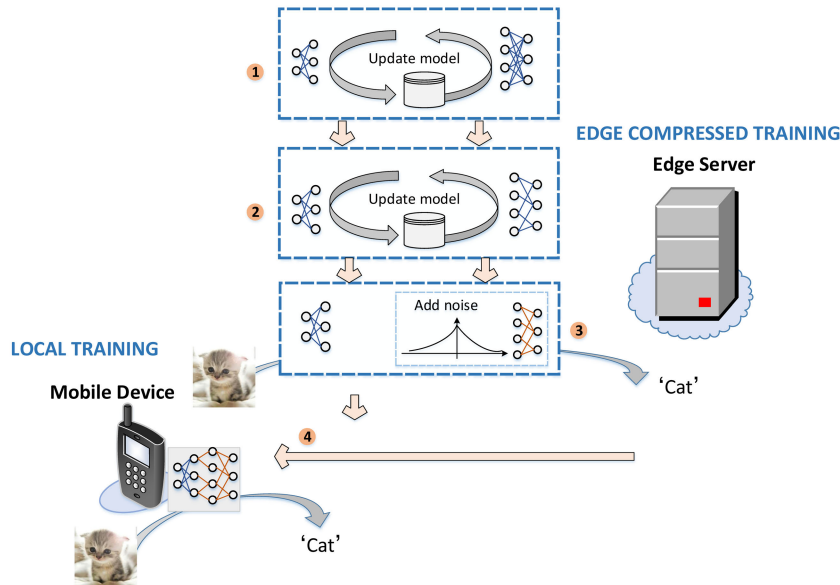 Update model
1
EDGE COMPRESSED TRAINING
Edge Server
Update model
2
Add noise
3
LOCAL TRAINING
Mobile Device
‘Cat’
4
‘Cat’